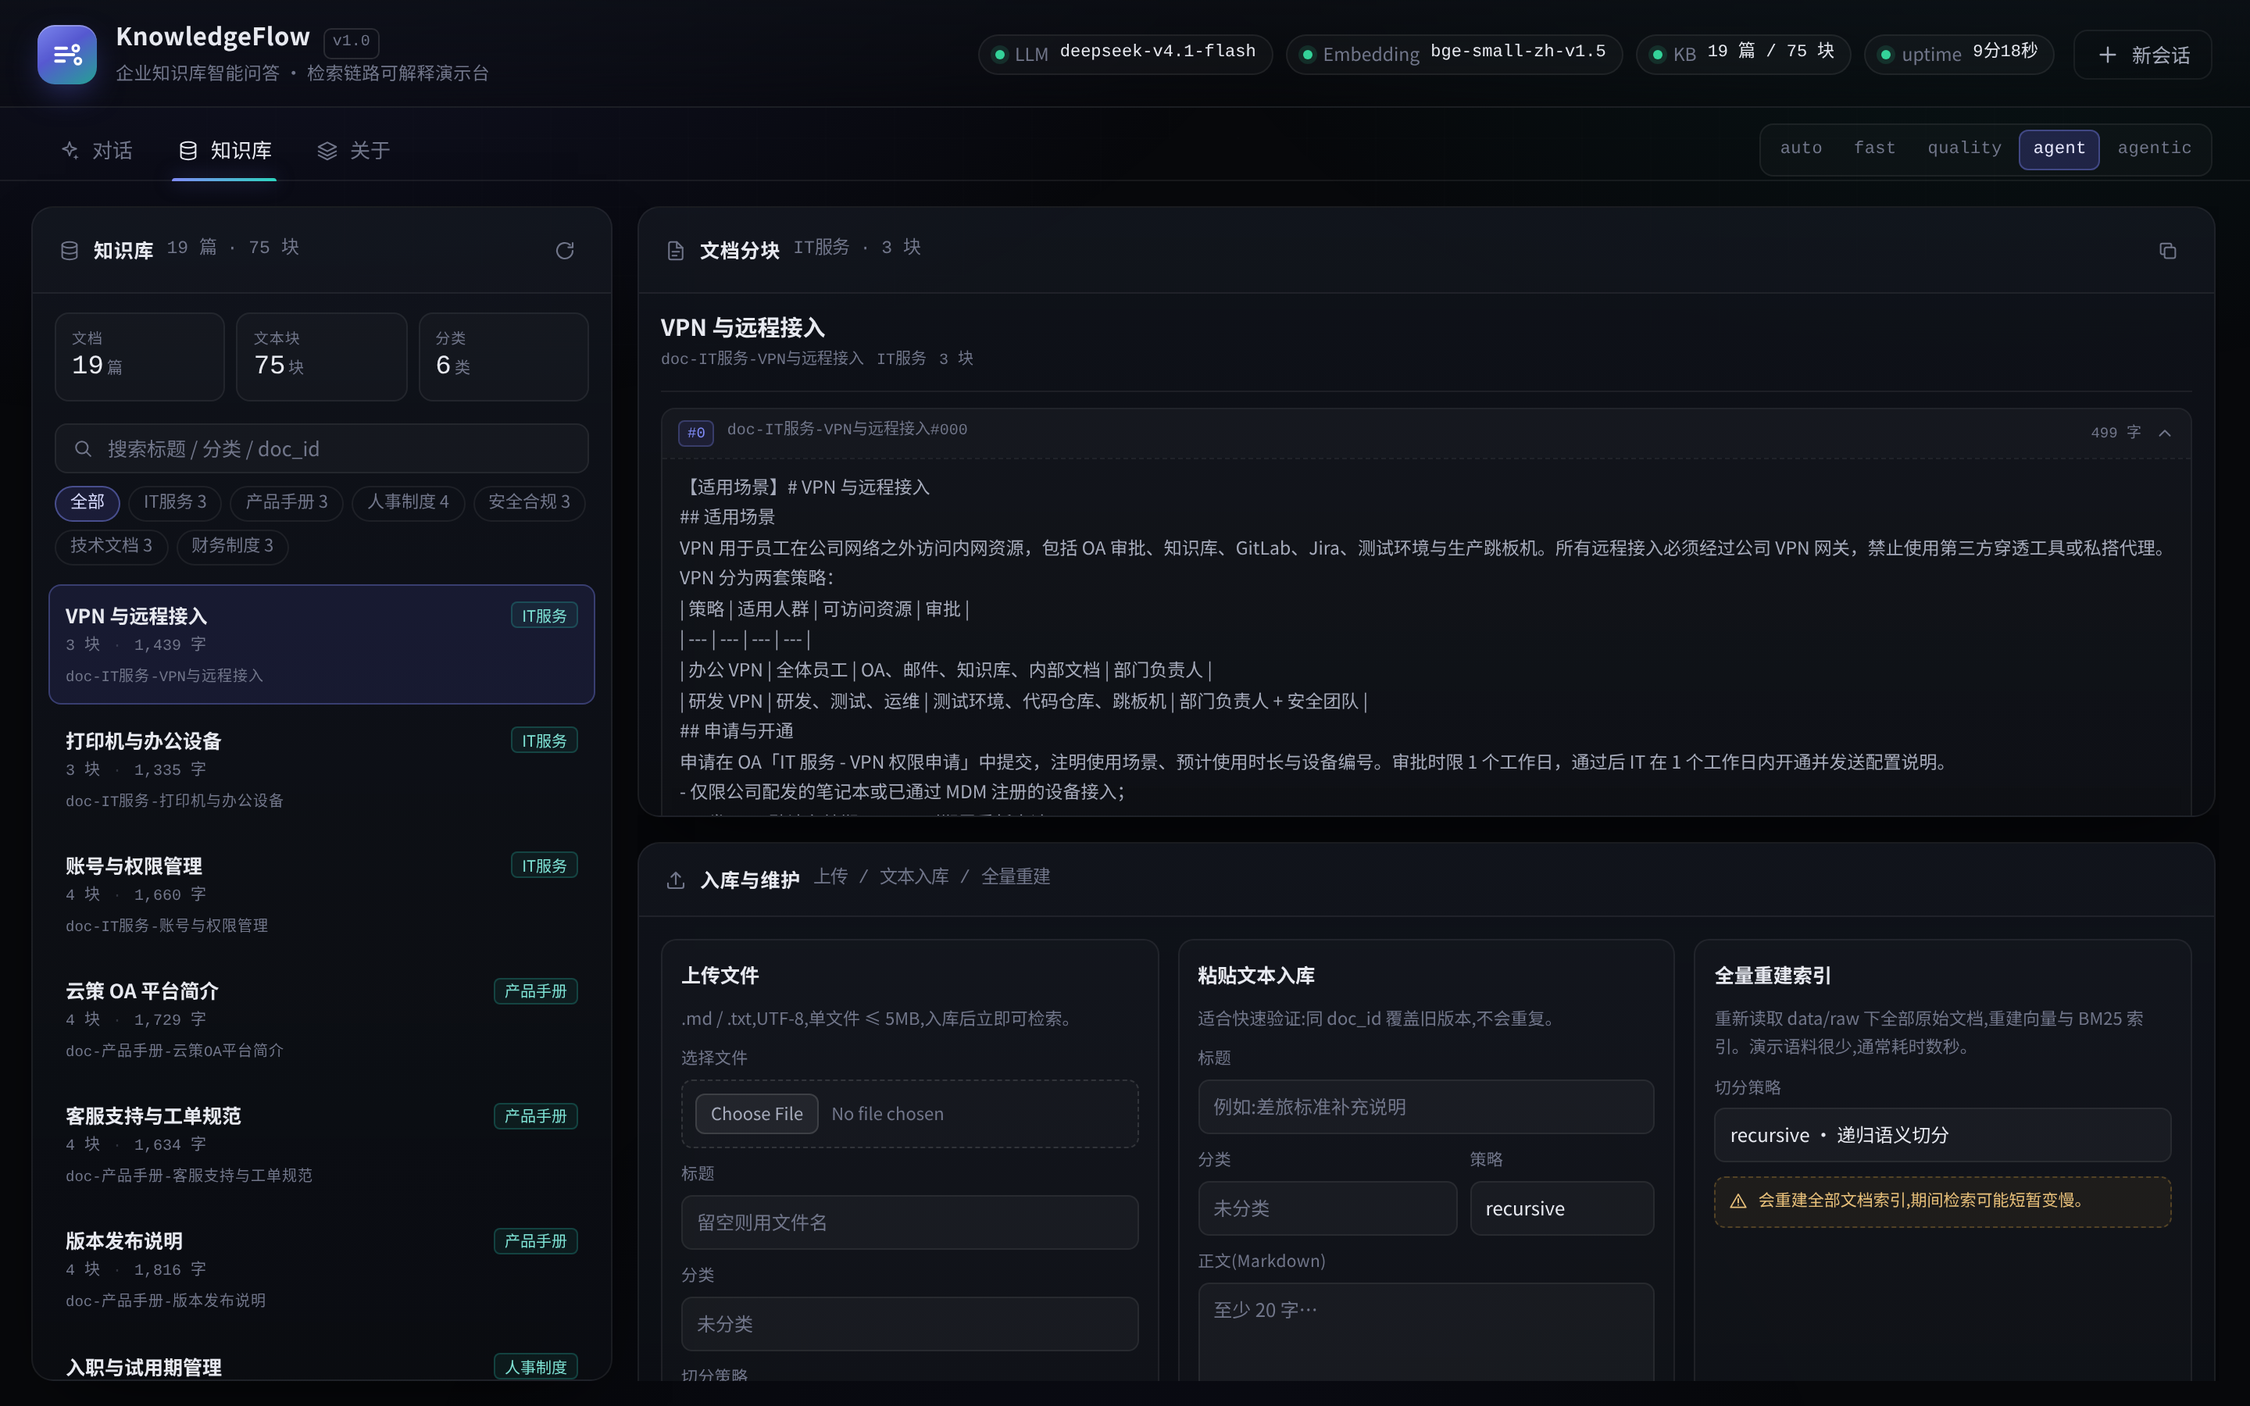 KnowledgeFlow v1.0
企业知识库智能问答 · 检索链路可解释演示台
LLM deepseek-v4.1-flash
Embedding bge-small-zh-v1.5
KB 19 篇 / 75 块
uptime 9分18秒
新会话
对话
知识库
关于
auto fast quality agent agentic
知识库 19 篇 · 75 块
文档
19 篇
文本块
75 块
分类
6 类
搜索标题 / 分类 / doc_id
全部 IT服务 3 产品手册 3 人事制度 4 安全合规 3
技术文档 3 财务制度 3
VPN 与远程接入 IT服务
3 块 · 1,439 字
doc-IT服务-VPN与远程接入
打印机与办公设备 IT服务
3 块 · 1,335 字
doc-IT服务-打印机与办公设备
账号与权限管理 IT服务
4 块 · 1,660 字
doc-IT服务-账号与权限管理
云策 OA 平台简介 产品手册
4 块 · 1,729 字
doc-产品手册-云策OA平台简介
客服支持与工单规范 产品手册
4 块 · 1,634 字
doc-产品手册-客服支持与工单规范
版本发布说明 产品手册
4 块 · 1,816 字
doc-产品手册-版本发布说明
入职与试用期管理 人事制度
文档分块 IT服务 · 3 块
VPN 与远程接入
doc-IT服务-VPN与远程接入 IT服务 3 块
#0 doc-IT服务-VPN与远程接入#000 499 字
【适用场景】# VPN 与远程接入
## 适用场景
VPN 用于员工在公司网络之外访问内网资源，包括 OA 审批、知识库、GitLab、Jira、测试环境与生产跳板机。所有远程接入必须经过公司 VPN 网关，禁止使用第三方穿透工具或私搭代理。
VPN 分为两套策略：
| 策略 | 适用人群 | 可访问资源 | 审批 |
| --- | --- | --- | --- |
| 办公 VPN | 全体员工 | OA、邮件、知识库、内部文档 | 部门负责人 |
| 研发 VPN | 研发、测试、运维 | 测试环境、代码仓库、跳板机 | 部门负责人 + 安全团队 |
## 申请与开通
申请在 OA「IT 服务 - VPN 权限申请」中提交，注明使用场景、预计使用时长与设备编号。审批时限 1 个工作日，通过后 IT 在 1 个工作日内开通并发送配置说明。
- 仅限公司配发的笔记本或已通过 MDM 注册的设备接入；
入库与维护 上传 / 文本入库 / 全量重建
上传文件
.md / .txt,UTF-8,单文件 ≤ 5MB,入库后立即可检索。
选择文件
Choose File No file chosen
标题
留空则用文件名
分类
未分类
切分策略
粘贴文本入库
适合快速验证:同 doc_id 覆盖旧版本,不会重复。
标题
例如:差旅标准补充说明
分类 策略
未分类 recursive
正文(Markdown)
至少 20 字…
全量重建索引
重新读取 data/raw 下全部原始文档,重建向量与 BM25 索
引。演示语料很少,通常耗时数秒。
切分策略
recursive · 递归语义切分
会重建全部文档索引,期间检索可能短暂变慢。